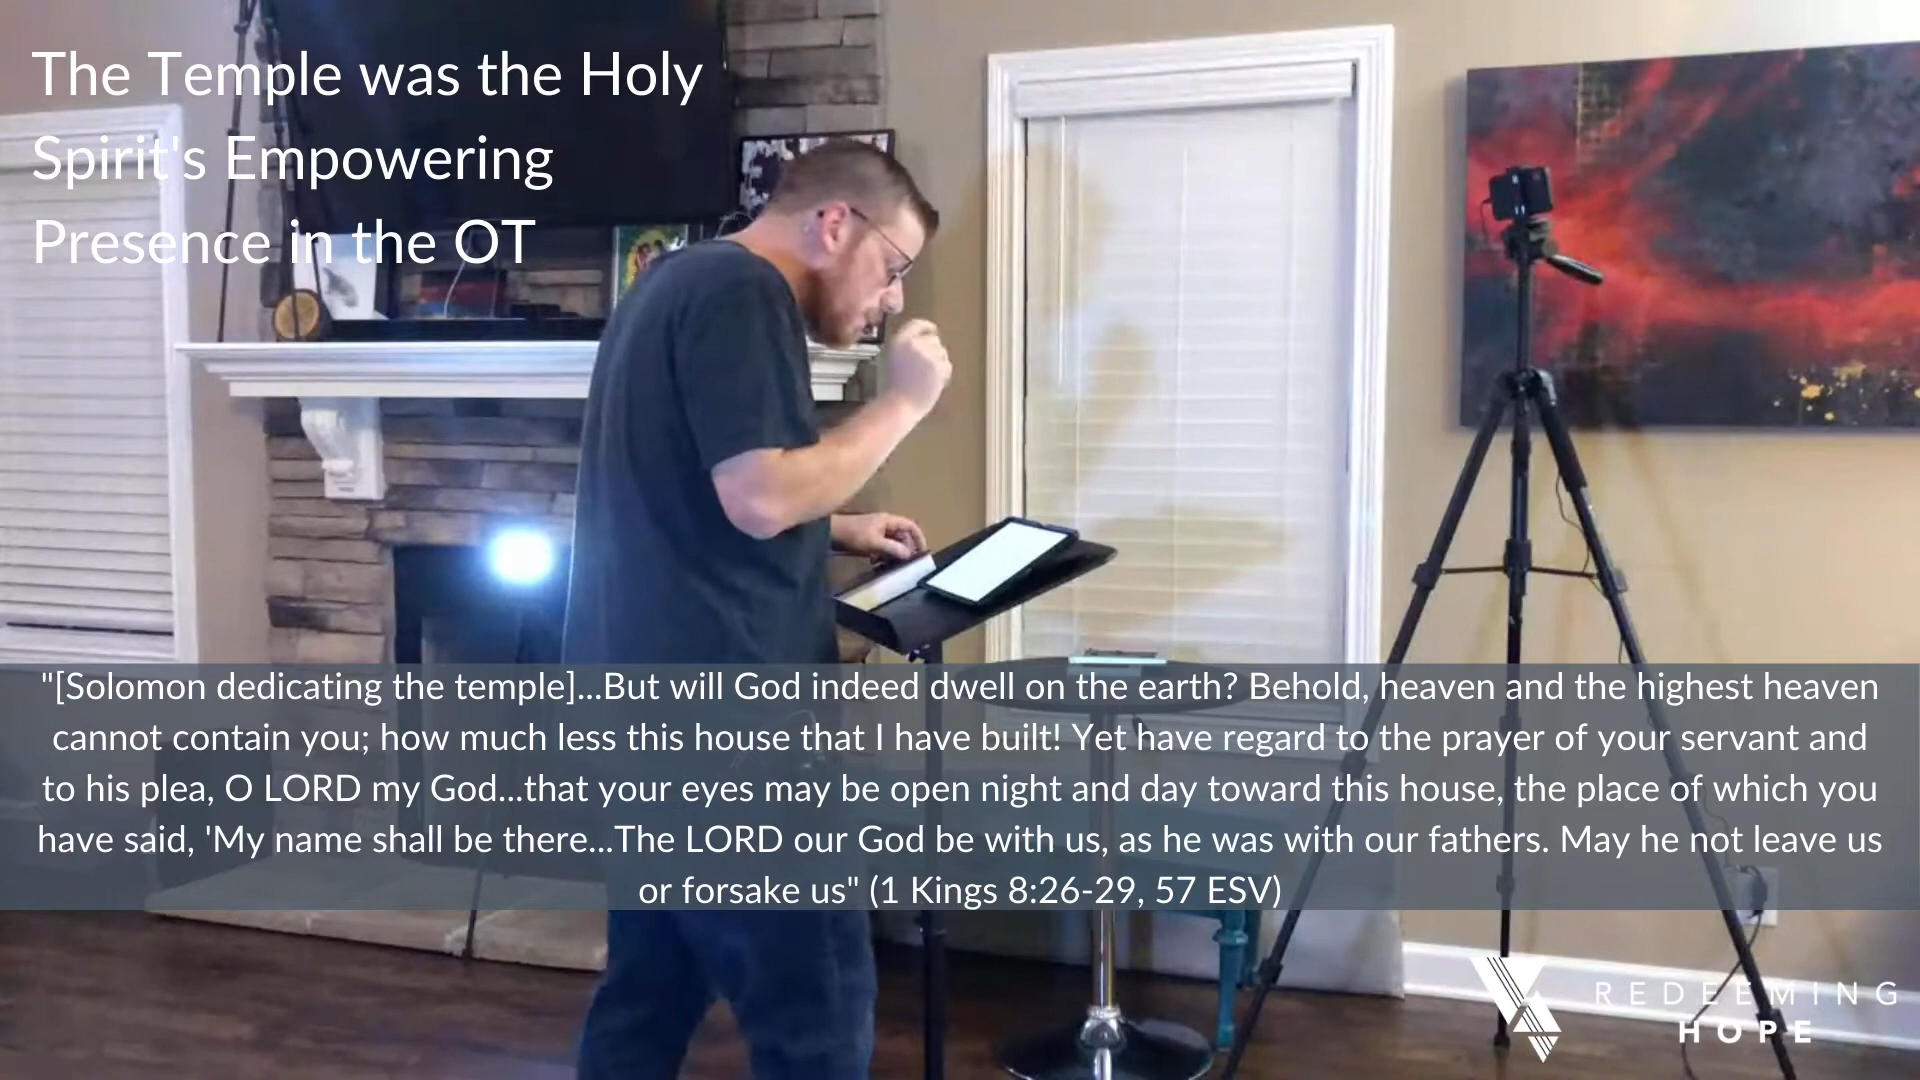 The Temple was the Holy
Spirit's Empowering
Presence in the OT
"[Solomon dedicating the temple]...But will God indeed dwell on the earth? Behold, heaven and the highest heaven
cannot contain you; how much less this house that I have built! Yet have regard to the prayer of your servant and
to his plea, O LORD my God...that your eyes may be open night and day toward this house, the place of which you
have said, 'My name shall be there...The LORD our God be with us, as he was with our fathers. May he not leave us
or forsake us" (1 Kings 8:26-29, 57 ESV)
REDEEMING
HOPE